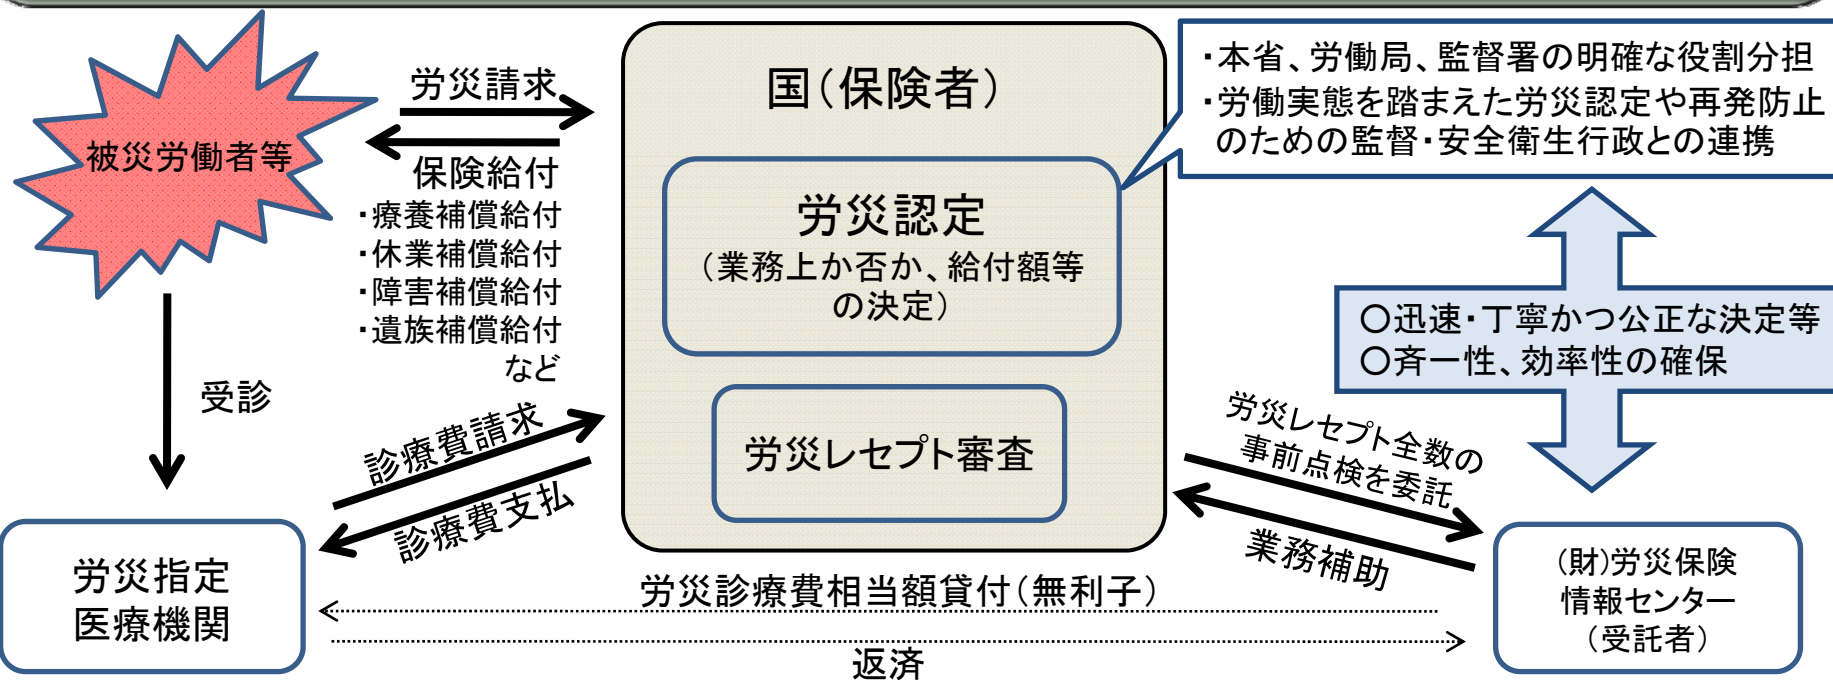 国（保険者）
・本省、労働局、監督署の明確な役割分担
・労働実態を踏まえた労災認定や再発防止
のための監督・安全衛生行政との連携
労災請求
被災労働者等
保険給付
・療養補償給付
・休業補償給付
・障害補償給付
・遺族補償給付
など
労災認定
（業務上か否か、給付額等
の決定）
○迅速・丁寧かつ公正な決定等
○斉一性、効率性の確保
受診
診療費請求
診療費支払
労災レセプト審査
労災レセプト全数の
事前点検を委託
業務補助
労災指定
医療機関
労災診療費相当額貸付（無利子）
返済
(財)労災保険
情報センター
（受託者）